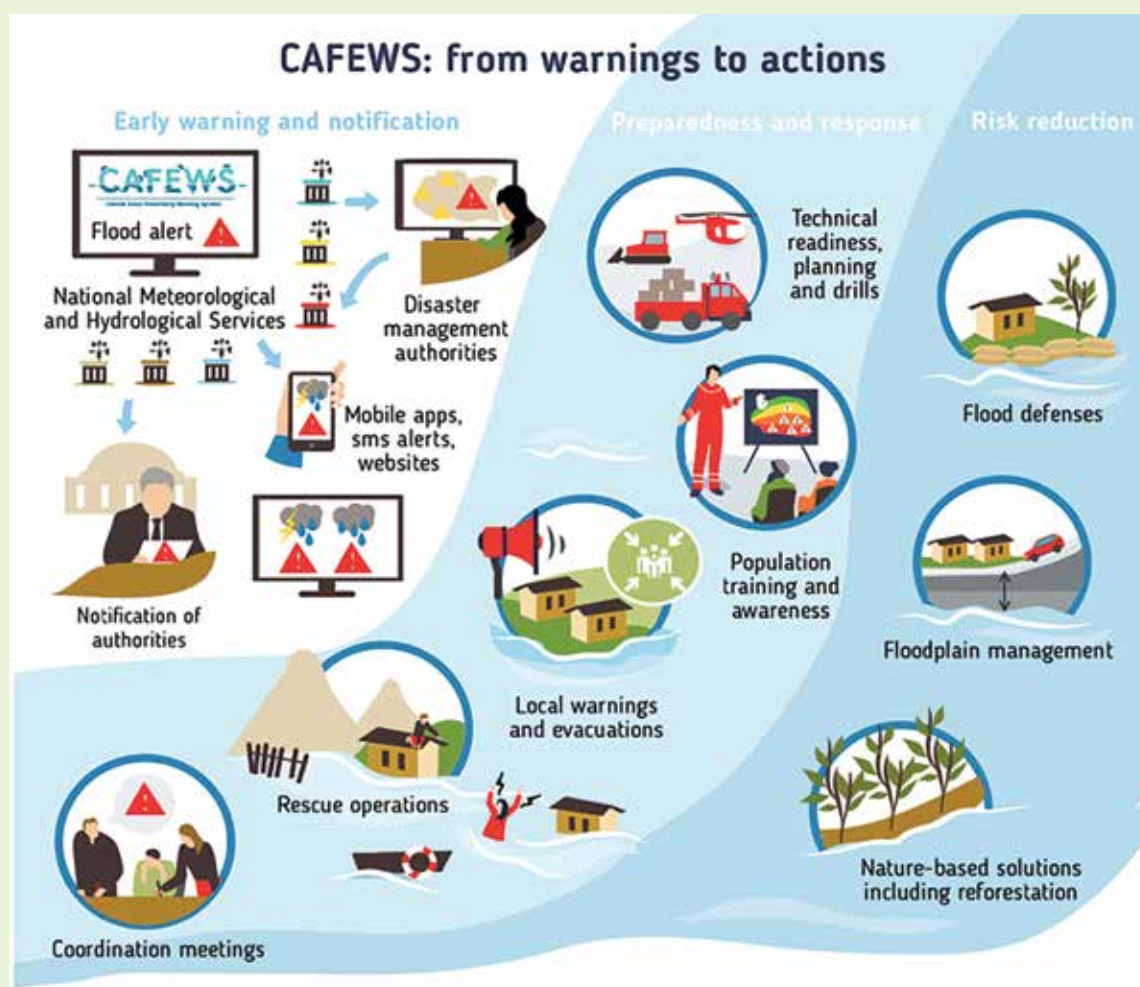 CAFEWS: from warnings to actions
Early warning and notification
CAFEWS
Flood alert
National Meteorological
and Hydrological Services
Disaster
management
authorities
Mobile apps,
sms alerts,
websites
Notification of
authorities
Preparedness and response
Technical
readiness,
planning
and drills
Population
training and
awareness
Local warnings
and evacuations
Rescue operations
Coordination meetings
Risk reduction
Flood defenses
Floodplain management
Nature-based solutions
including reforestation